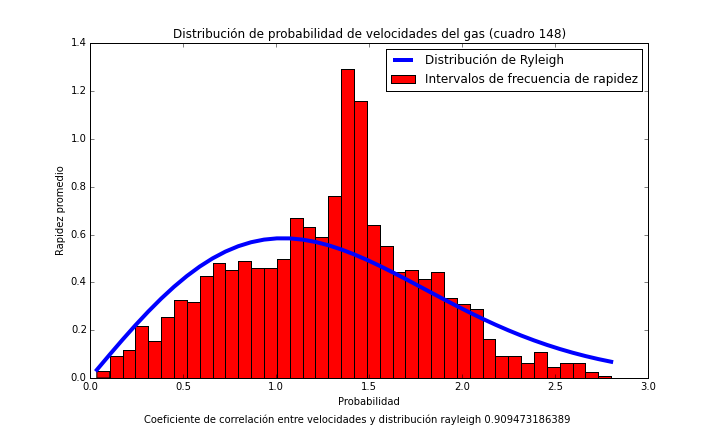 Distribución de probabilidad de velocidades del gas (cuadro 148)
Distribución de Ryleigh
Intervalos de frecuencia de rapidez
Rapidez promedio
1.4
1.2
1.0
0.8
0.6
0.4
0.2
0.0
0.0 0.5 1.0 1.5 2.0 2.5 3.0
Probabilidad
Coeficiente de correlación entre velocidades y distribución rayleigh 0.909473186389